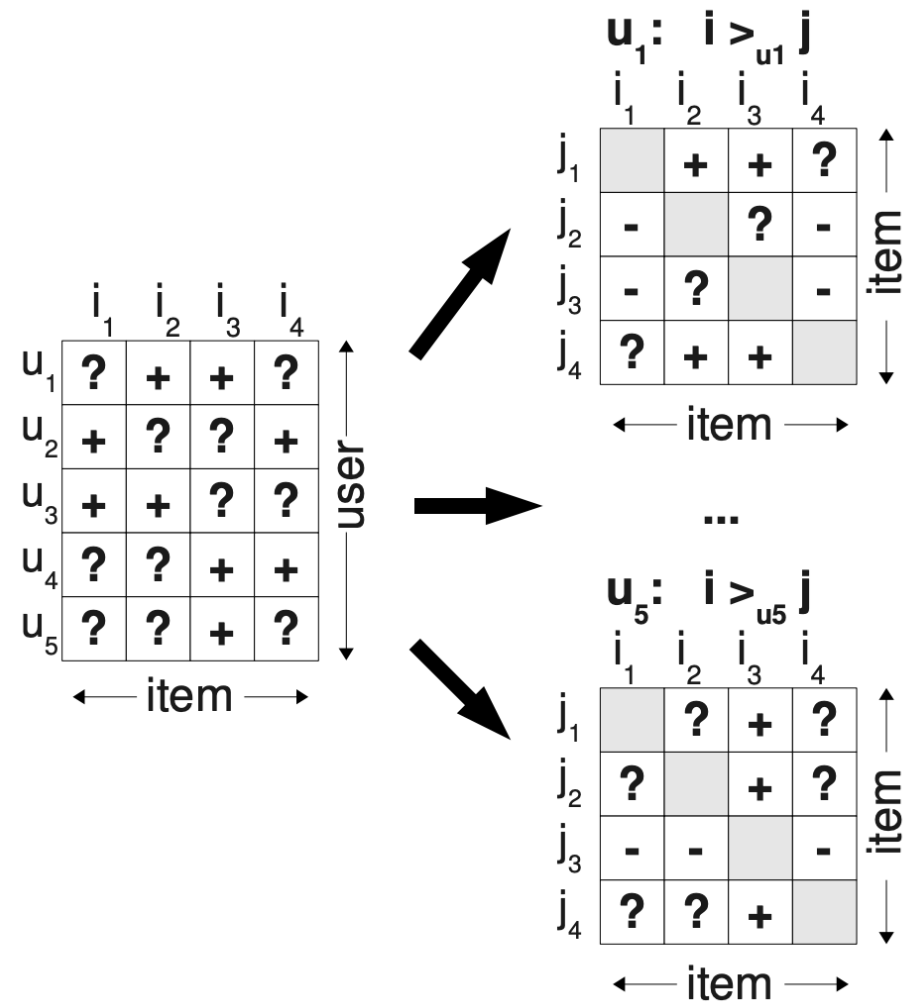 i1 i2 i3 i4
u1 ? + + ?
u2 + ? ? +
u3 + + ? ?
u4 ? ? + +
u5 ? ? + ?
user
item
u1: i >u1 j
i1 i2 i3 i4
j1 + + ?
j2 - ? -
j3 - ? -
j4 ? + +
item
item
...
u5: i >u5 j
i1 i2 i3 i4
j1 ? + ?
j2 ? + ?
j3 - - -
j4 ? ? +
item
item